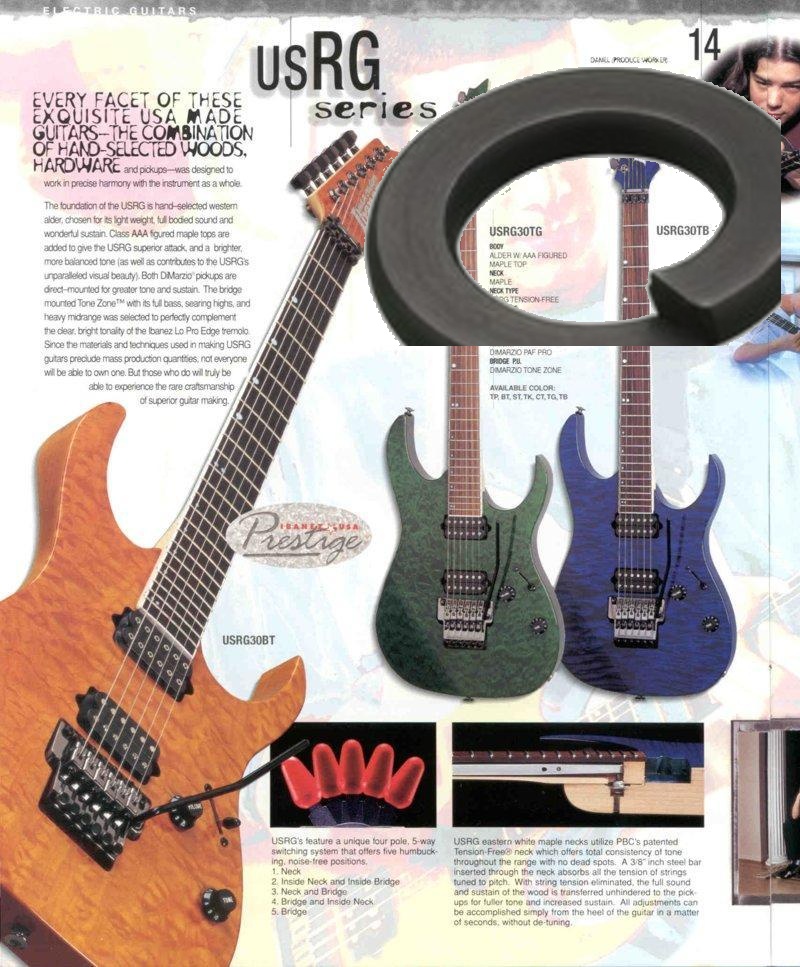 ELECTRIC GUITARS
usRG
series
14
DANIEL (PRODUCE WORKER)
EVERY FACET OF THESE
EXQUISITE USA MADE
GUITARS—THE COMBINATION
OF HAND-SELECTED WOODS,
HARDWARE and pickups—was designed to
work in precise harmony with the instrument as a whole.
The foundation of the USRG is hand-selected western
alder, chosen for its light weight, full bodied sound and
wonderful sustain. Class AAA figured maple tops are
added to give the USRG superior attack, and a brighter,
more balanced tone (as well as contributes to the USRG's
unparalleled visual beauty). Both DiMarzio® pickups are
direct-mounted for greater tone and sustain. The bridge
mounted Tone Zone™ with its full bass, searing highs, and
heavy midrange was selected to perfectly complement
the clear, bright tonality of the Ibanez Lo Pro Edge tremolo.
Since the materials and techniques used in making USRG
guitars preclude mass production quantities, not everyone
will be able to own one. But those who do will truly be
able to experience the rare craftsmanship
of superior guitar making.
USRG30TG
BODY
ALDER W/ AAA FIGURED
MAPLE TOP
NECK
MAPLE
NECK TYPE
TENSION-FREE
USRG30TB
DIMARZIO PAF PRO
BRIDGE P.U.
DIMARZIO TONE ZONE
AVAILABLE COLOR:
TP, BT, ST, TK, CT, TG, TB
IBANEZ USA
Prestige
USRG30BT
VOLUME
TONE
USRG's feature a unique four pole, 5-way
switching system that offers five humbuck-
ing, noise-free positions.
1. Neck
2. Inside Neck and Inside Bridge
3. Neck and Bridge
4. Bridge and Inside Neck
5. Bridge
USRG eastern white maple necks utilize PBC's patented
Tension-Free® neck which offers total consistency of tone
throughout the range with no dead spots. A 3/8" inch steel bar
inserted through the neck absorbs all the tension of strings
tuned to pitch. With string tension eliminated, the full sound
and sustain of the wood is transferred unhindered to the pick-
ups for fuller tone and increased sustain. All adjustments can
be accomplished simply from the heel of the guitar in a matter
of seconds, without de-tuning.